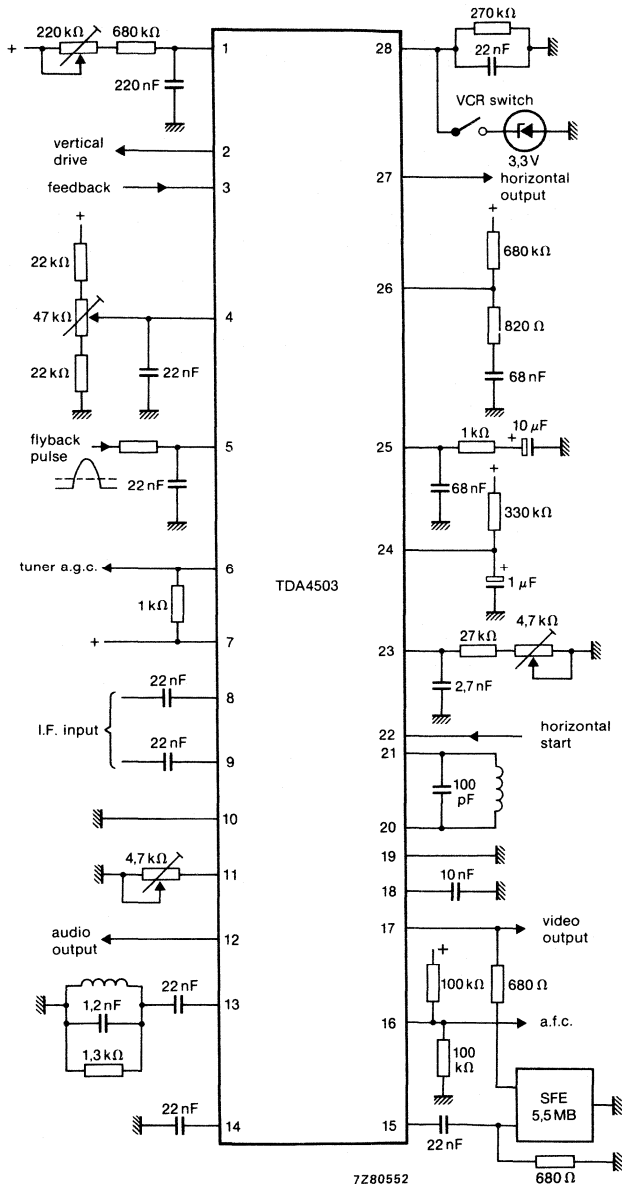 220 kΩ
680 kΩ
+
1
220 nF
vertical
drive
2
feedback
3
+
22 kΩ
47 kΩ
4
22 kΩ
22 nF
flyback
pulse
5
22 nF
tuner a.g.c.
6
1 kΩ
+
7
22 nF
8
I.F. input
22 nF
9
10
4,7 kΩ
11
audio
output
12
22 nF
13
1,2 nF
1,3 kΩ
22 nF
14
TDA4503
270 kΩ
28
22 nF
VCR switch
3,3 V
27
horizontal
output
+
680 kΩ
26
820 Ω
68 nF
25
1 kΩ
+
10 µF
68 nF
+
330 kΩ
24
+
1 µF
23
27 kΩ
4,7 kΩ
2,7 nF
22
horizontal
start
21
100
pF
20
19
10 nF
18
17
video
output
+
100 kΩ
680 Ω
16
a.f.c.
100
kΩ
SFE
5,5 MB
15
22 nF
680 Ω
7Z80552